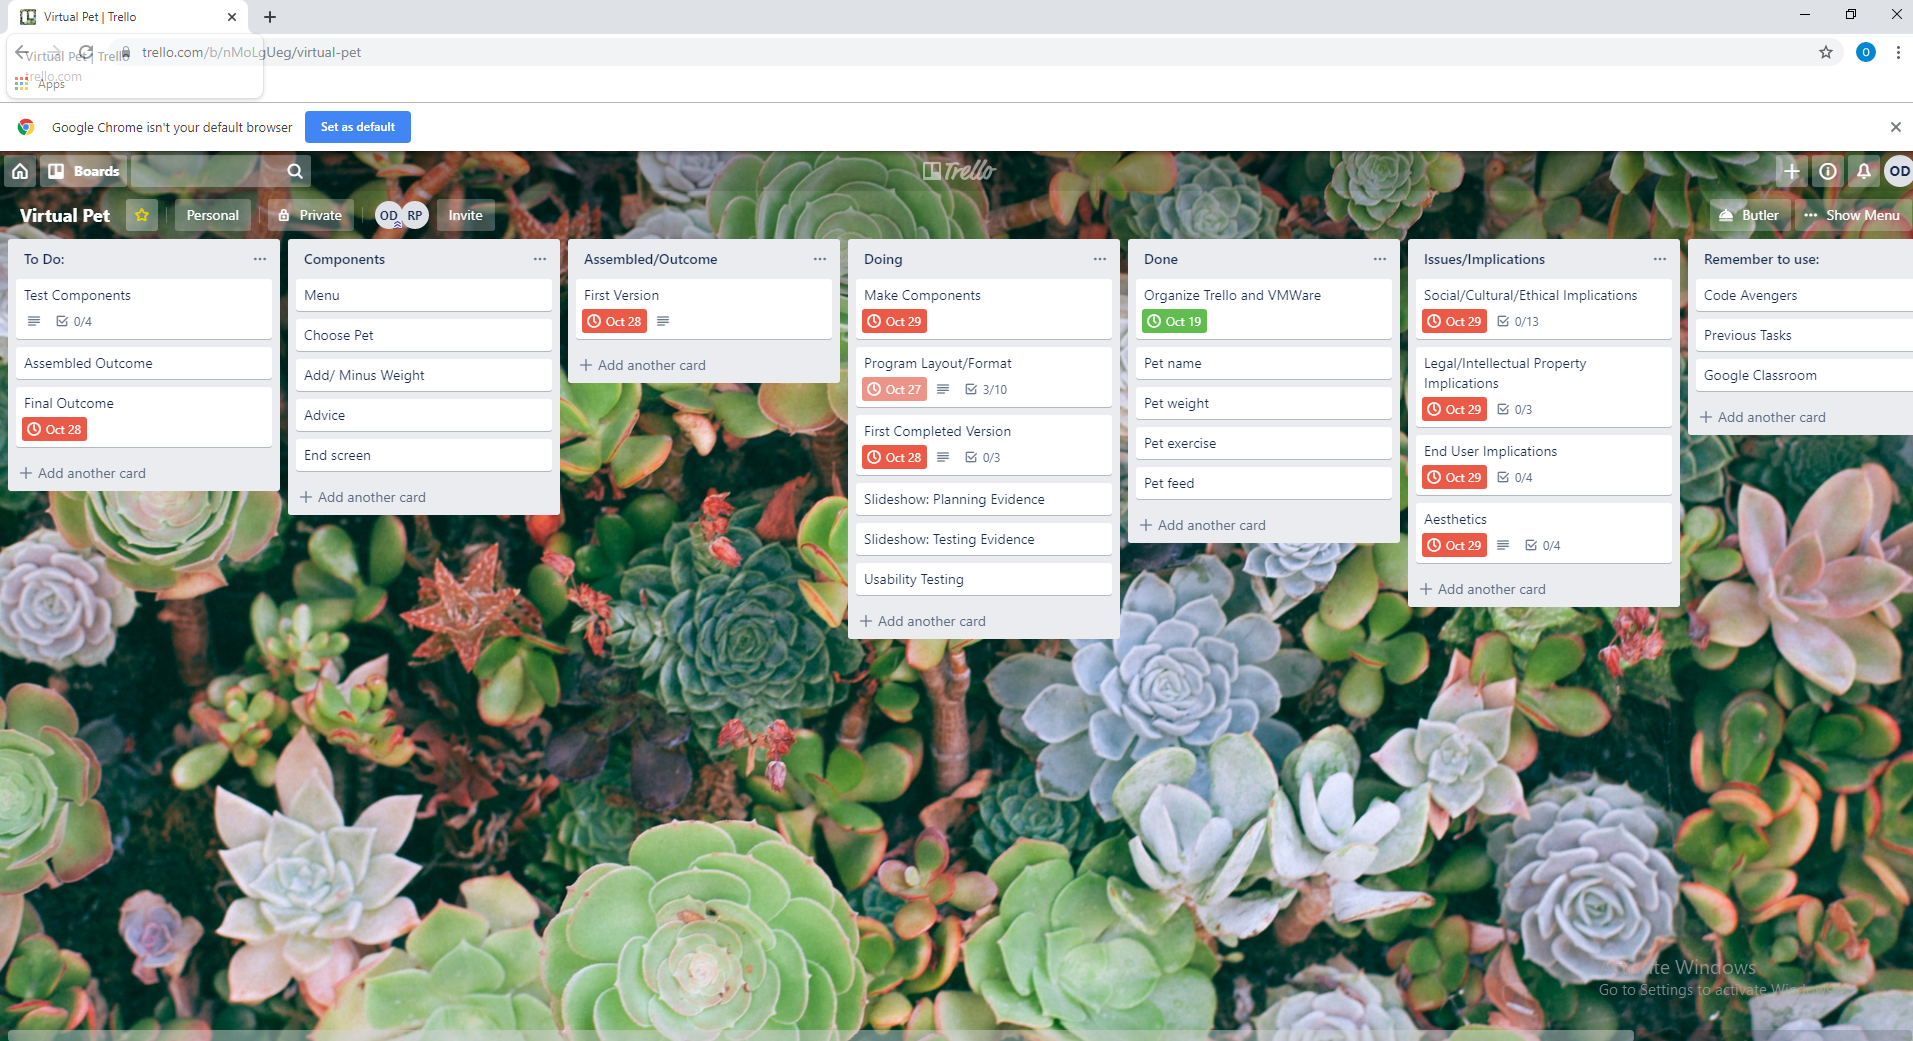 Virtual Pet | Trello
trello.com/b/nMoLgUeg/virtual-pet
Virtual Pet | Trello
trello.com
Apps
Google Chrome isn't your default browser
Set as default
Boards
Trello
OD
Virtual Pet
Personal
Private
OD
RP
Invite
Butler
Show Menu
To Do:
Test Components
0/4
Assembled Outcome
Final Outcome
Oct 28
Add another card
Components
Menu
Choose Pet
Add/ Minus Weight
Advice
End screen
Add another card
Assembled/Outcome
First Version
Oct 28
Add another card
Doing
Make Components
Oct 29
Program Layout/Format
Oct 27
3/10
First Completed Version
Oct 28
0/3
Slideshow: Planning Evidence
Slideshow: Testing Evidence
Usability Testing
Add another card
Done
Organize Trello and VMWare
Oct 19
Pet name
Pet weight
Pet exercise
Pet feed
Add another card
Issues/Implications
Social/Cultural/Ethical Implications
Oct 29
0/13
Legal/Intellectual Property
Implications
Oct 29
0/3
End User Implications
Oct 29
0/4
Aesthetics
Oct 29
0/4
Add another card
Remember to use:
Code Avengers
Previous Tasks
Google Classroom
Add another card
Activate Windows
Go to Settings to activate Windows.